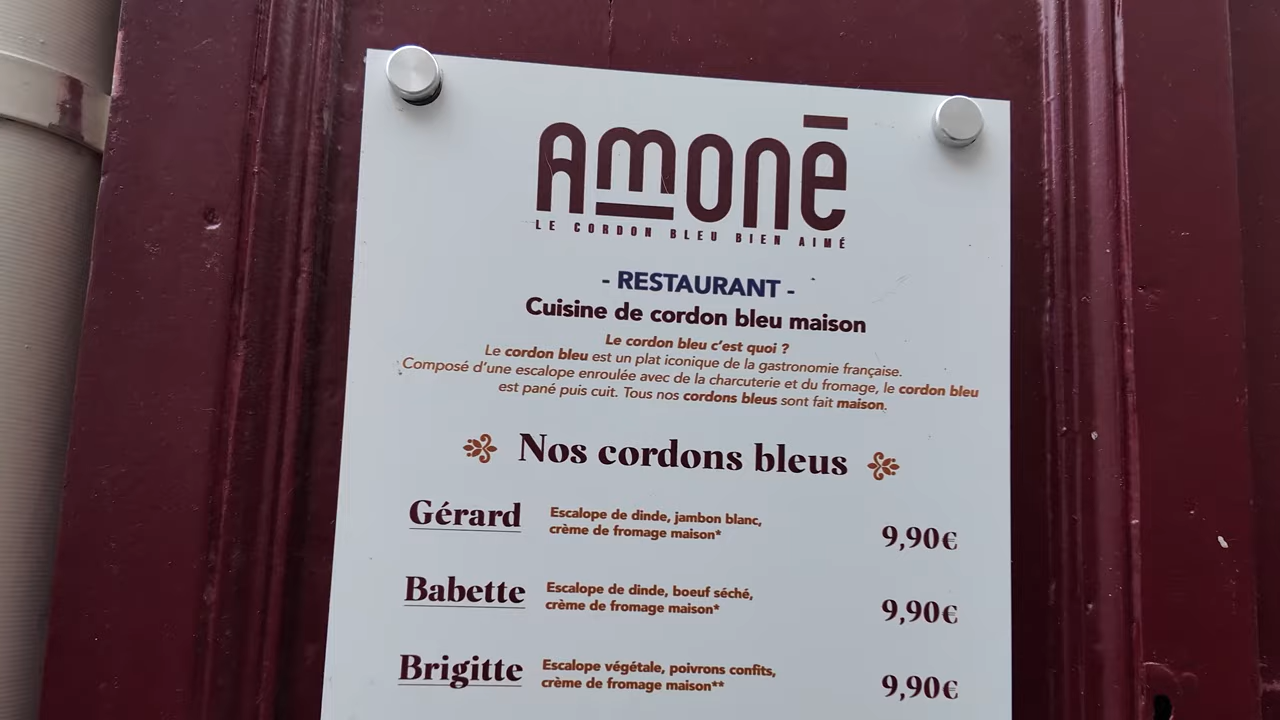 AMONĒ
LE CORDON BLEU BIEN AIMÉ
- RESTAURANT -
Cuisine de cordon bleu maison
Le cordon bleu c'est quoi ?
Le cordon bleu est un plat iconique de la gastronomie française.
Composé d'une escalope enroulée avec de la charcuterie et du fromage, le cordon bleu
est pané puis cuit. Tous nos cordons bleus sont fait maison.
Nos cordons bleus
Gérard Escalope de dinde, jambon blanc,
crème de fromage maison* 9,90€
Babette Escalope de dinde, boeuf séché,
crème de fromage maison* 9,90€
Brigitte Escalope végétale, poivrons confits,
crème de fromage maison** 9,90€